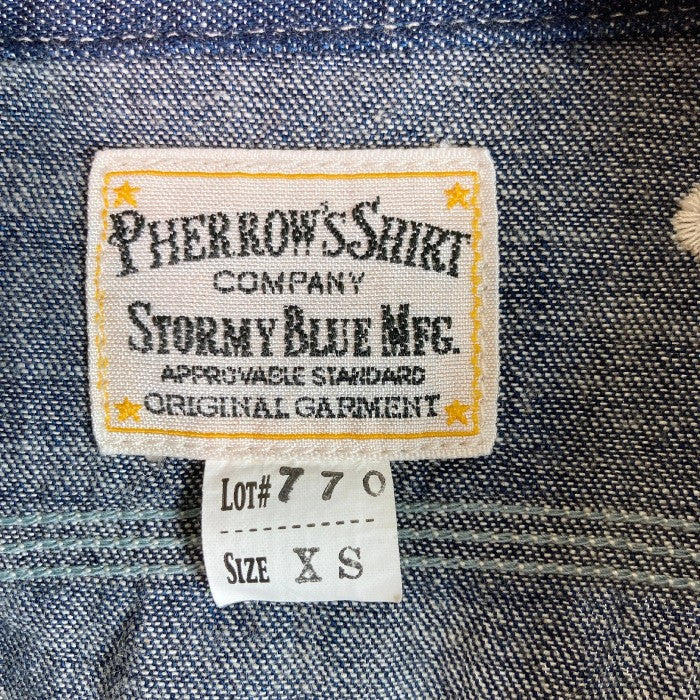 PHERROW'S SHIRT
COMPANY
STORMY BLUE MFG.
APPROVABLE STANDARD
ORIGINAL GARMENT
LOT# 770
SIZE XS